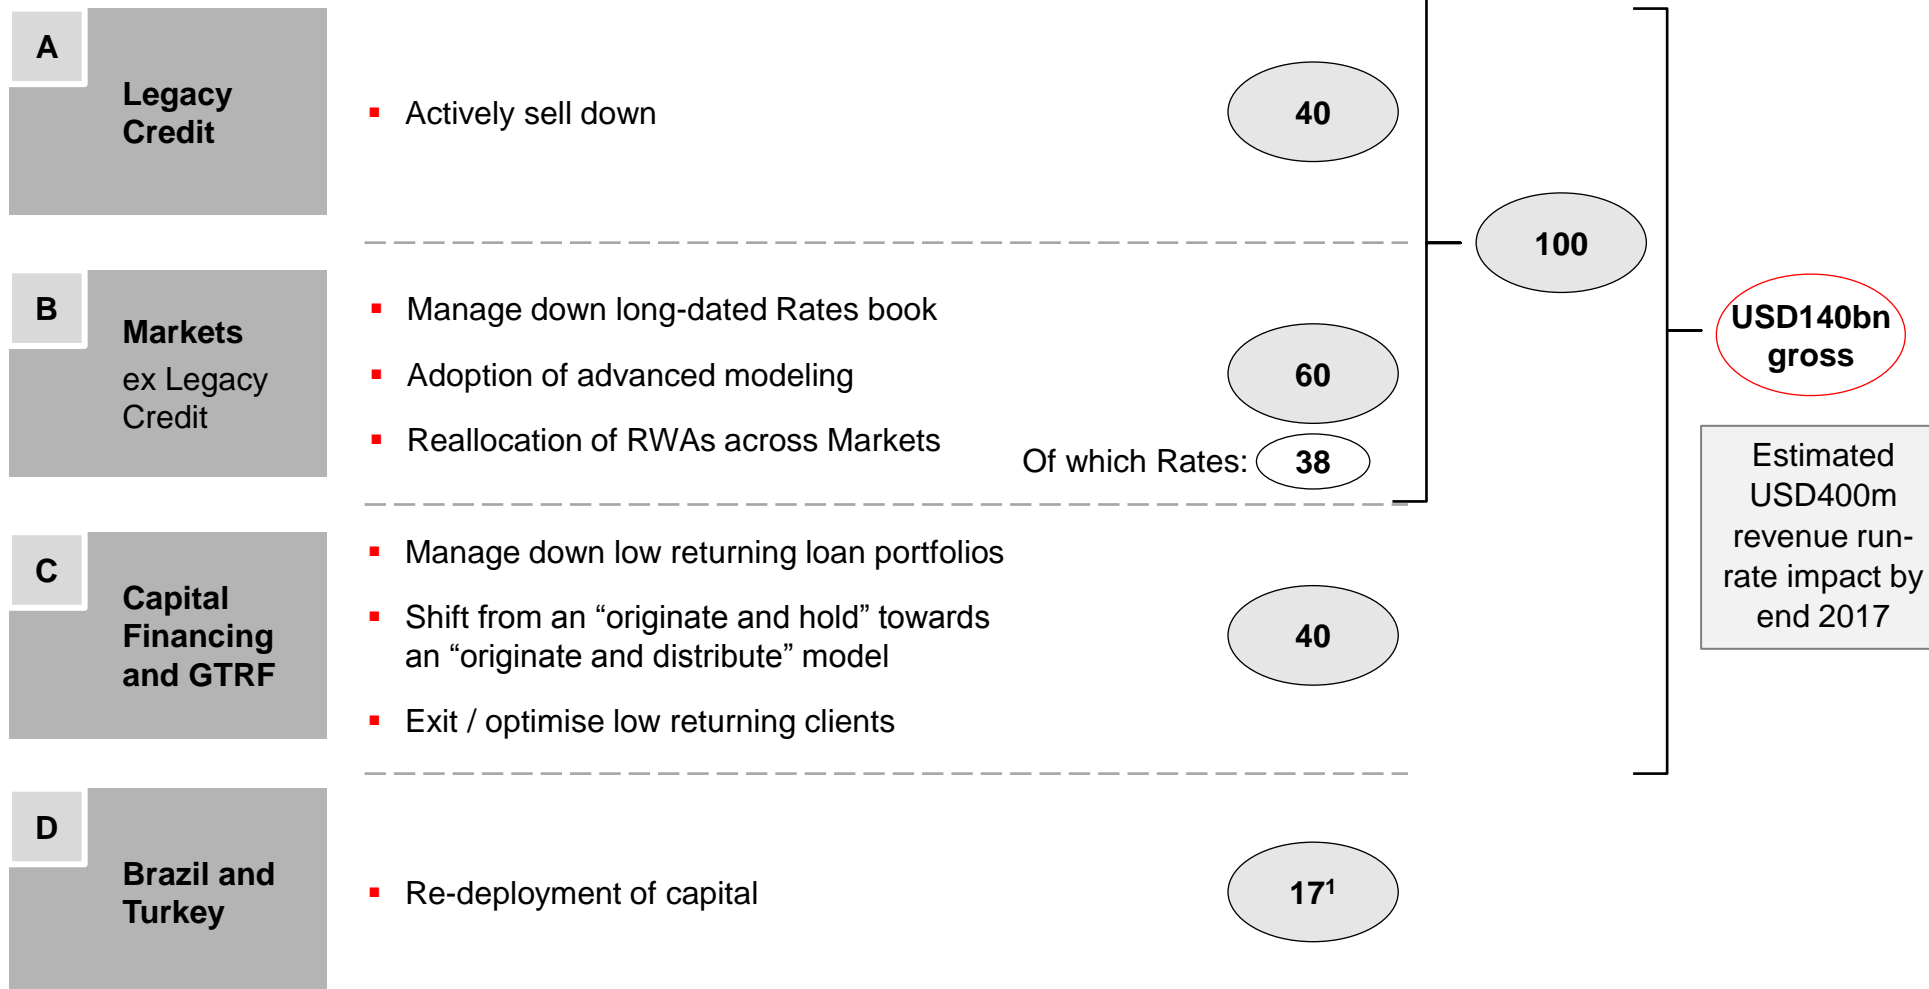 A
Legacy
Credit
▪ Actively sell down
40
100
B
Markets
ex Legacy
Credit
▪ Manage down long-dated Rates book
▪ Adoption of advanced modeling
▪ Reallocation of RWAs across Markets
60
Of which Rates: 38
USD140bn
gross
Estimated
USD400m
revenue run-
rate impact by
end 2017
C
Capital
Financing
and GTRF
▪ Manage down low returning loan portfolios
▪ Shift from an “originate and hold” towards
an “originate and distribute” model
▪ Exit / optimise low returning clients
40
D
Brazil and
Turkey
▪ Re-deployment of capital
17¹